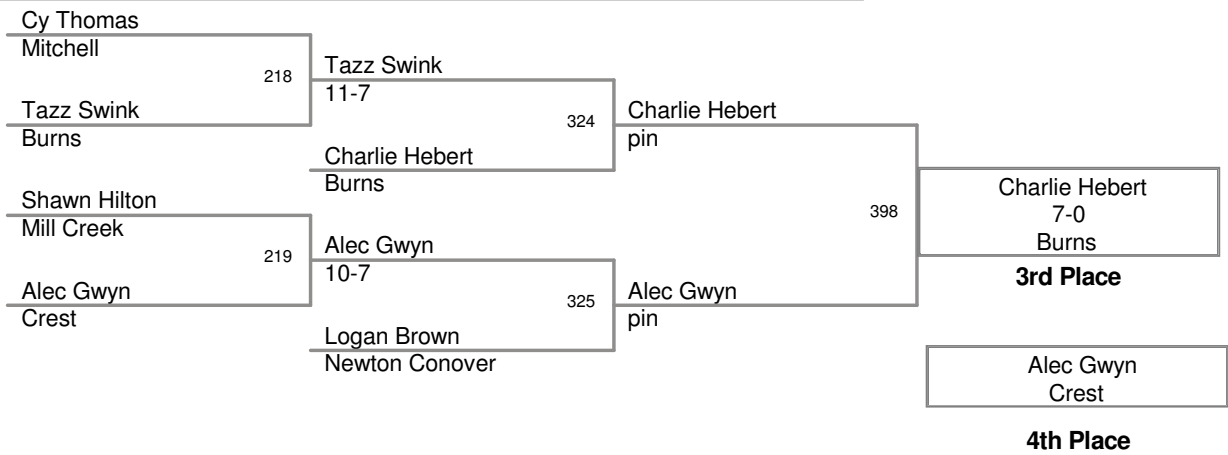 Cy Thomas
Mitchell
218
Tazz Swink
11-7
Tazz Swink
Burns
324
Charlie Hebert
pin
Charlie Hebert
Burns
Shawn Hilton
Mill Creek
398
Charlie Hebert
7-0
Burns
3rd Place
219
Alec Gwyn
10-7
Alec Gwyn
Crest
325
Alec Gwyn
pin
Logan Brown
Newton Conover
Alec Gwyn
Crest
4th Place